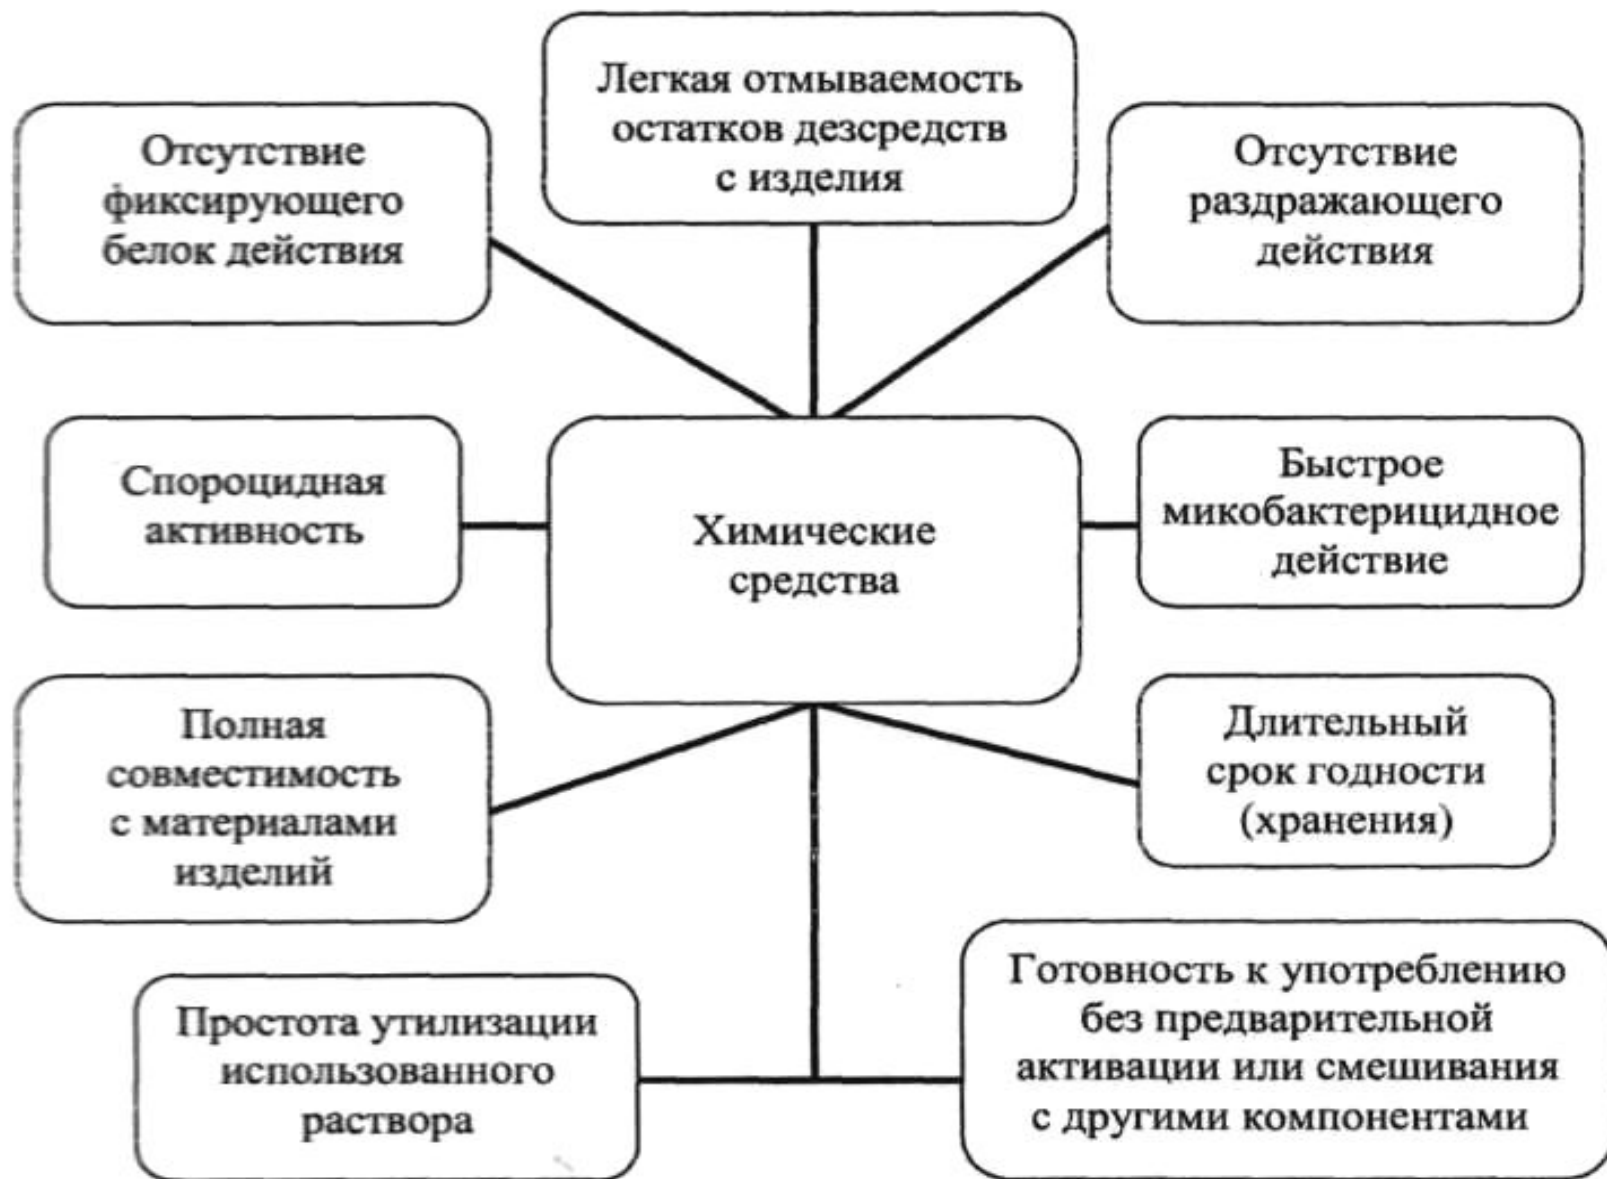 Легкая отмываемость
остатков дезсредств
с изделия
Отсутствие
фиксирующего
белок действия
Отсутствие
раздражающего
действия
Спороцидная
активность
Химические
средства
Быстрое
микобактерицидное
действие
Полная
совместимость
с материалами
изделий
Длительный
срок годности
(хранения)
Простота утилизации
использованного
раствора
Готовность к употреблению
без предварительной
активации или смешивания
с другими компонентами